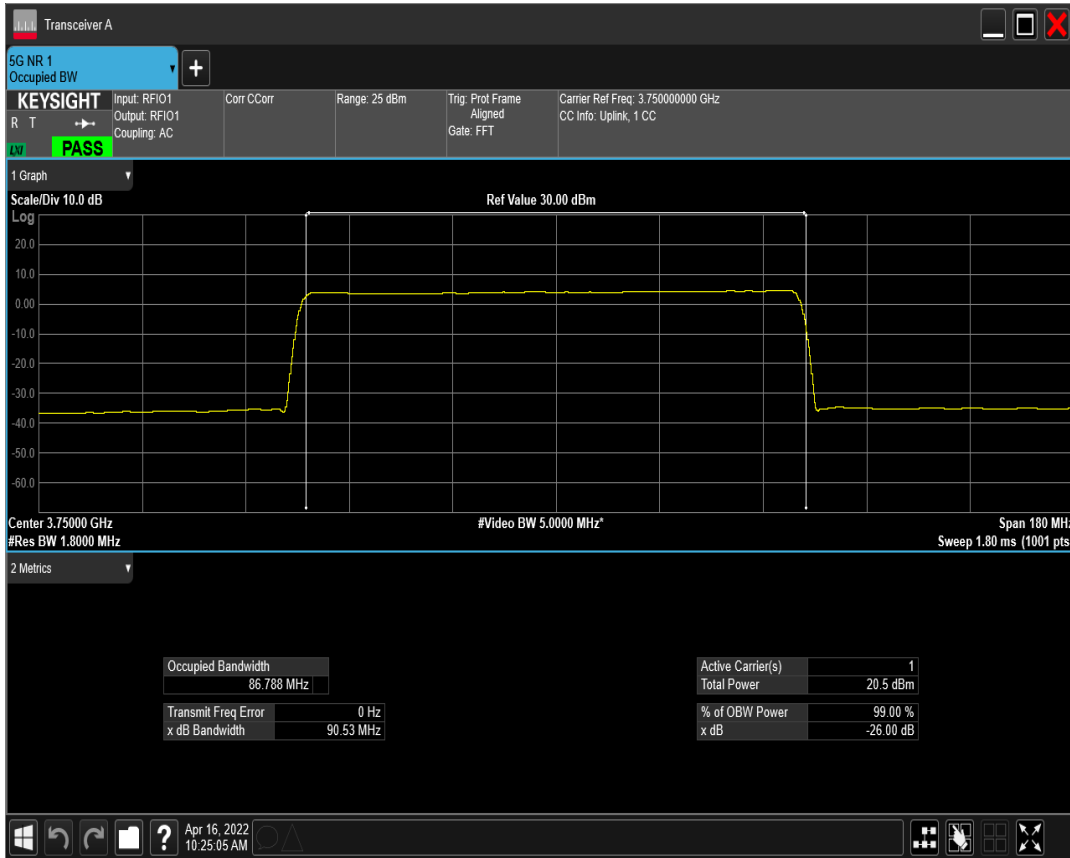 Transceiver A
5G NR 1
Occupied BW
KEYSIGHT
R T
LXI
PASS
Input: RFIO1
Output: RFIO1
Coupling: AC
Corr CCorr
Range: 25 dBm
Trig: Prot Frame
Aligned
Gate: FFT
Carrier Ref Freq: 3.750000000 GHz
CC Info: Uplink, 1 CC
1 Graph
Scale/Div 10.0 dB
Ref Value 30.00 dBm
Log
20.0
10.0
0.00
-10.0
-20.0
-30.0
-40.0
-50.0
-60.0
Center 3.75000 GHz
#Video BW 5.0000 MHz*
Span 180 MHz
#Res BW 1.8000 MHz
Sweep 1.80 ms (1001 pts
2 Metrics
Occupied Bandwidth
86.788 MHz
Transmit Freq Error 0 Hz
x dB Bandwidth 90.53 MHz
Active Carrier(s) 1
Total Power 20.5 dBm
% of OBW Power 99.00 %
x dB -26.00 dB
?
Apr 16, 2022
10:25:05 AM